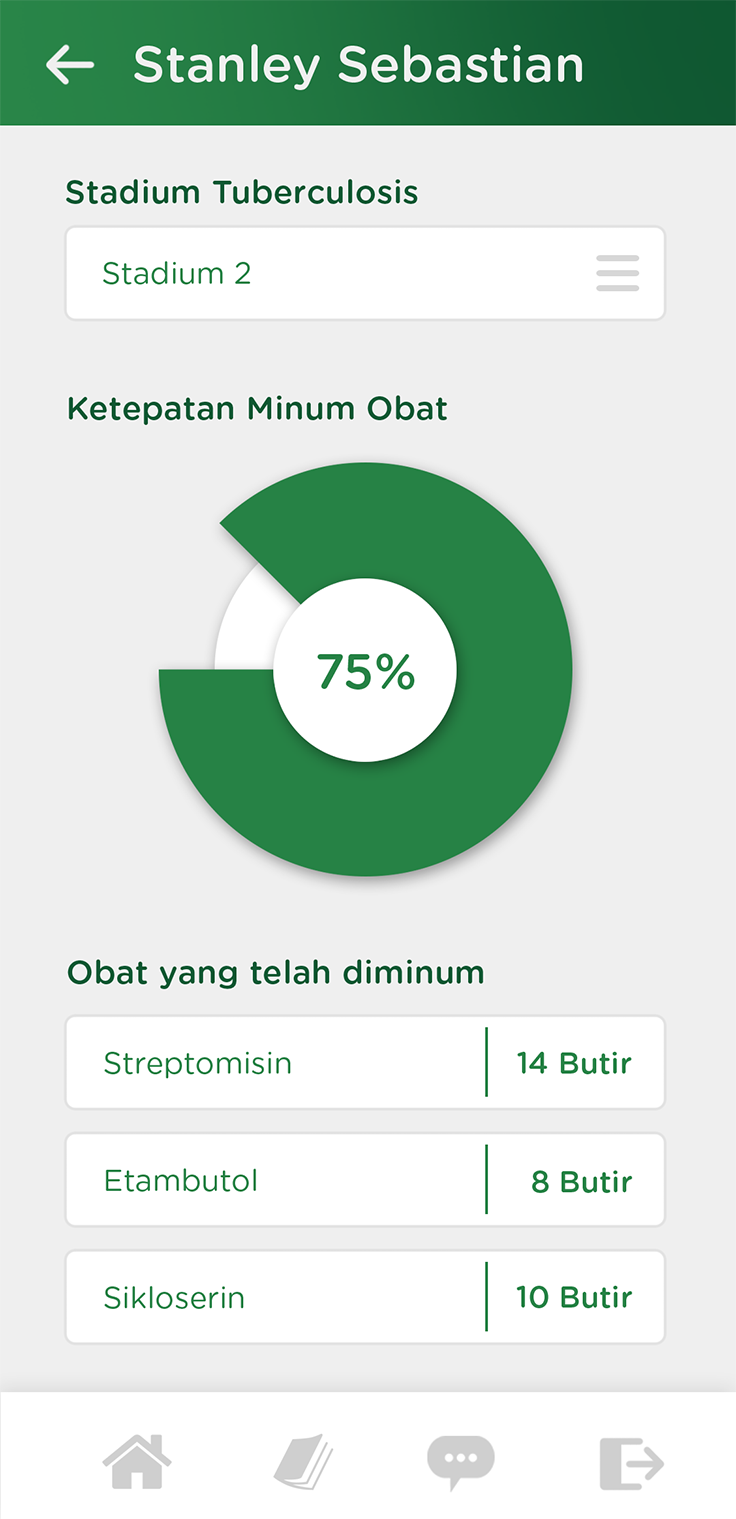 Stanley Sebastian
Stadium Tuberculosis
Stadium 2
Ketepatan Minum Obat
75%
Obat yang telah diminum
Streptomisin 14 Butir
Etambutol 8 Butir
Sikloserin 10 Butir